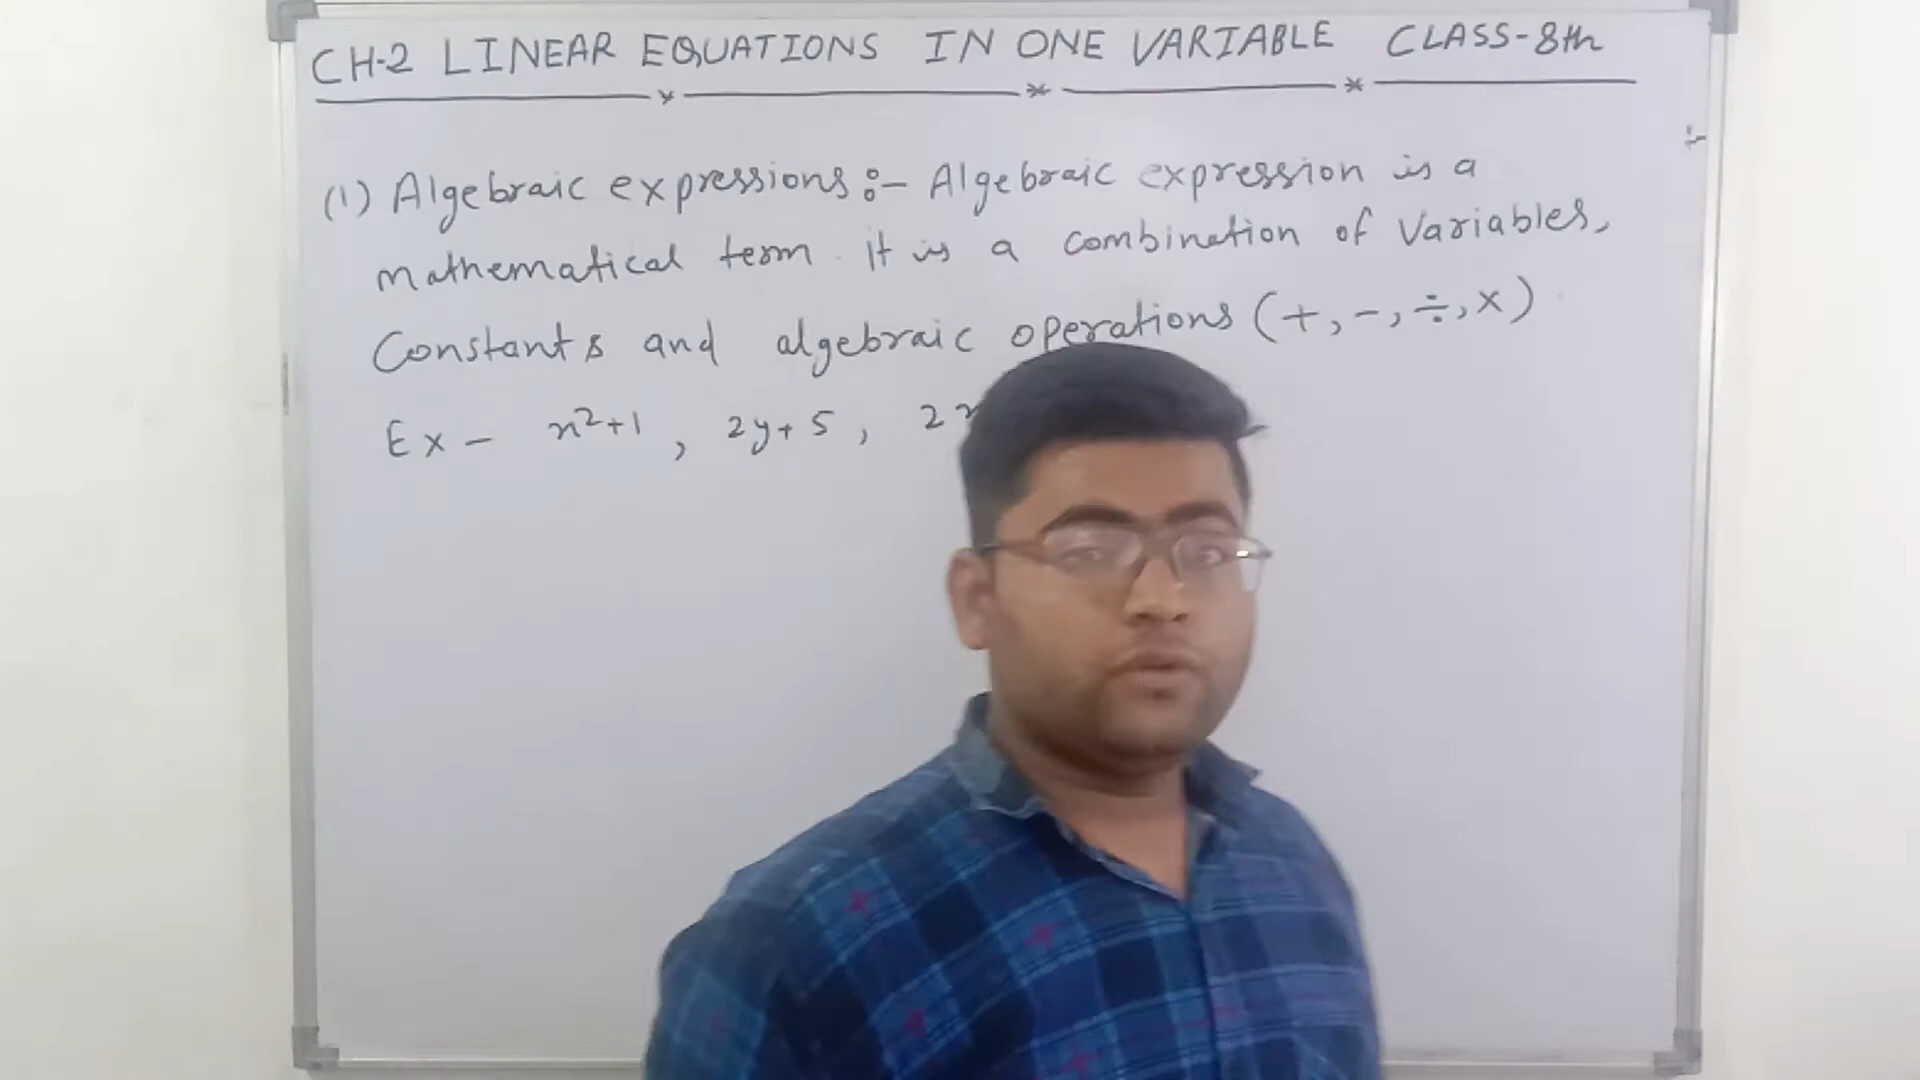 CH-2 LINEAR EQUATIONS IN ONE VARIABLE CLASS-8th
(1) Algebraic expressions :- Algebraic expression is a
mathematical term. it is a combination of variables,
Constants and algebraic operations (+, -, ÷, ×)
Ex - x²+1, 2y+5, 2